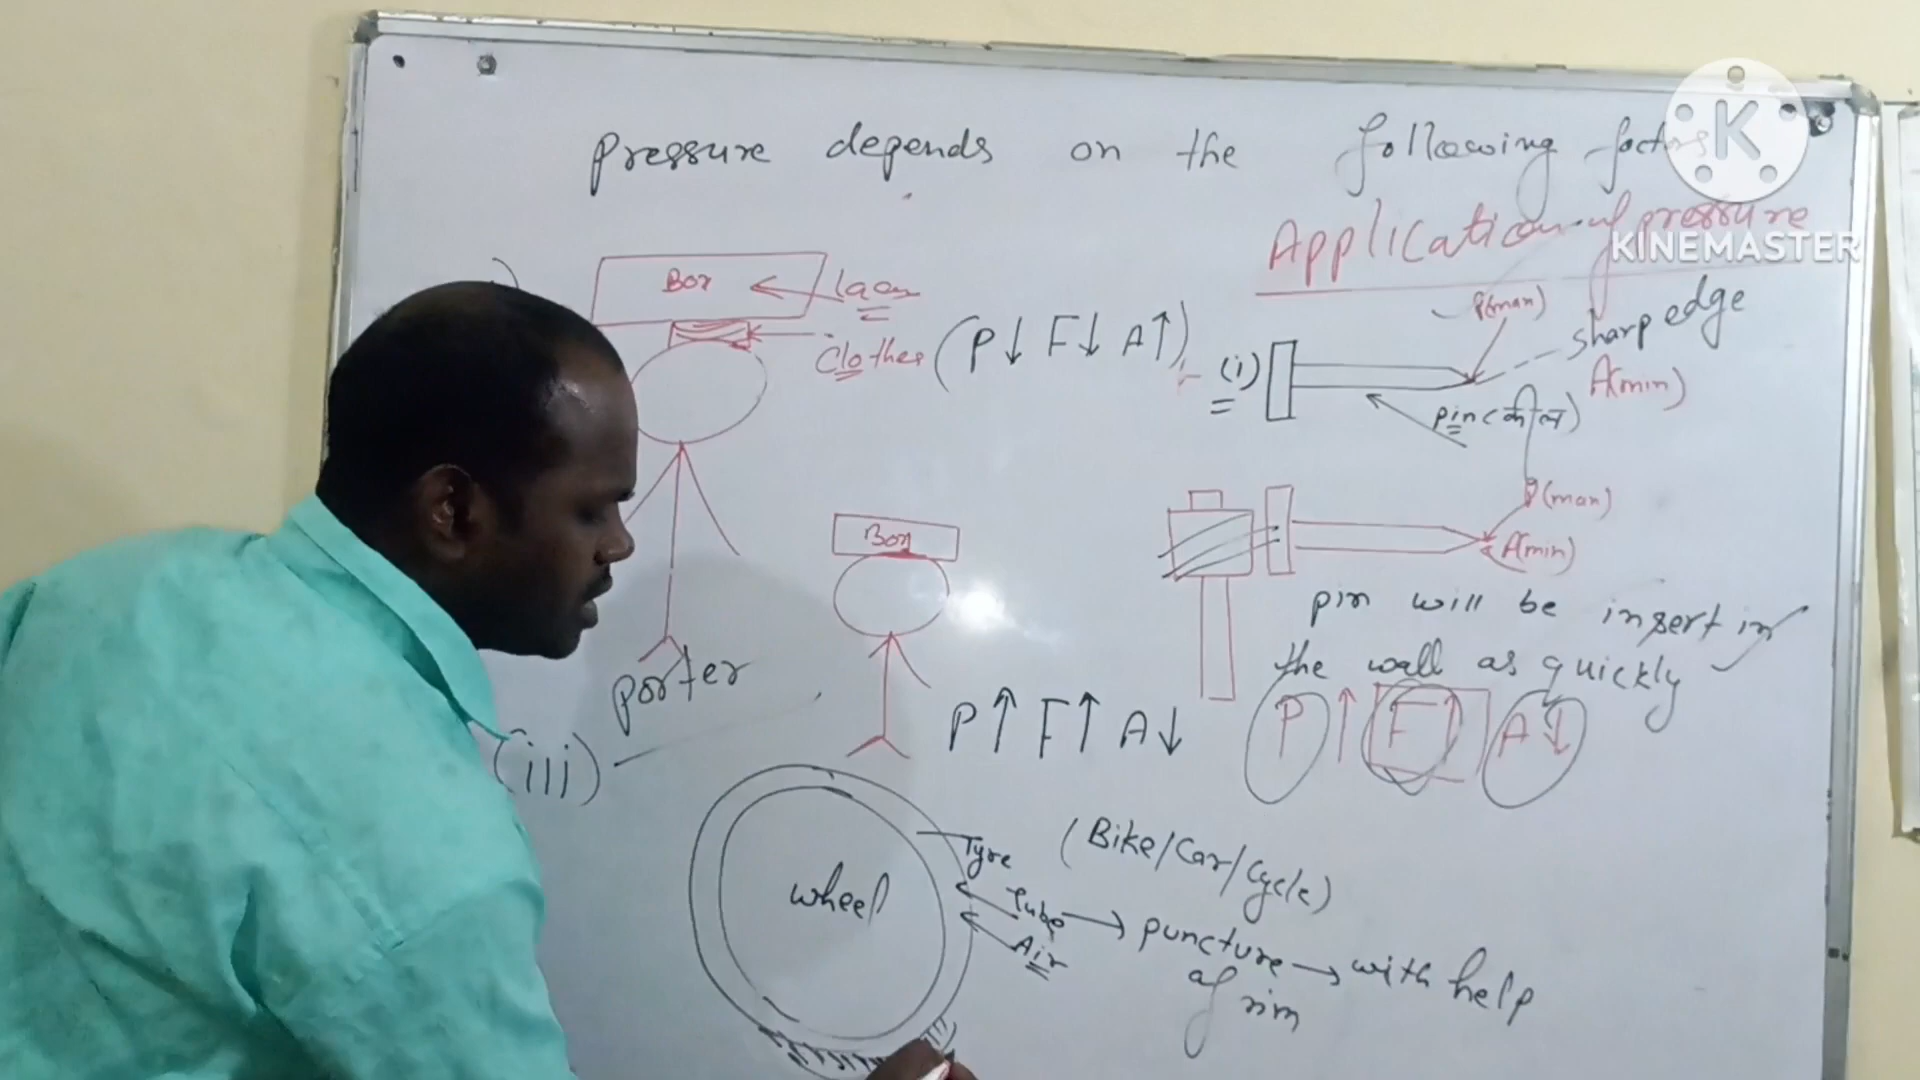 pressure depends on the following factors
K
KINEMASTER
Application of pressure
Box
Clothes
(P↓ F↓ A↑)
(i)
P(max)
sharp edge
A(min)
pin (कील)
P(max)
A(min)
Box
porter
pin will be insert in
the wall as quickly
P↑ F↑ A↓
P↑ F↑ A↓
(iii)
wheel
Tyre
(Bike/Car/Cycle)
Tube → puncture → with help
of rim
Air